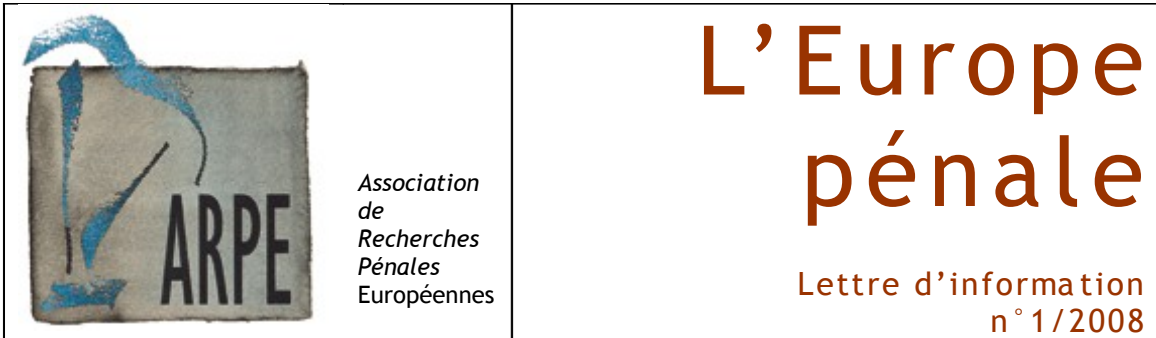 ARPE
Association
de
Recherches
Pénales
Européennes
L'Europe
pénale
Lettre d'information
n°1/2008